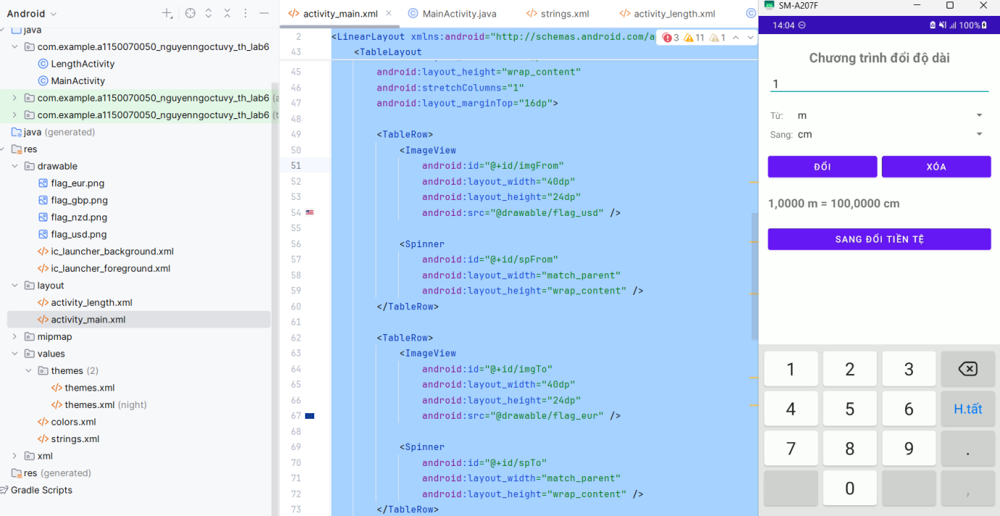 Android
java
com.example.a1150070050_nguyenngoctuvy_th_lab6
LengthActivity
MainActivity
com.example.a1150070050_nguyenngoctuvy_th_lab6
com.example.a1150070050_nguyenngoctuvy_th_lab6 (t
java (generated)
res
drawable
flag_eur.png
flag_gbp.png
flag_nzd.png
flag_usd.png
ic_launcher_background.xml
ic_launcher_foreground.xml
layout
activity_length.xml
activity_main.xml
mipmap
values
themes (2)
themes.xml
themes.xml (night)
colors.xml
strings.xml
xml
res (generated)
Gradle Scripts
activity_main.xml
MainActivity.java
strings.xml
activity_length.xml
3 11 1
2 <LinearLayout xmlns:android="http://schemas.android.com/a
43 <TableLayout
45 android:layout_height="wrap_content"
46 android:stretchColumns="1"
47 android:layout_marginTop="16dp">
48
49 <TableRow>
50 <ImageView
51 android:id="@+id/imgFrom"
52 android:layout_width="40dp"
53 android:layout_height="24dp"
54 android:src="@drawable/flag_usd" />
55
56 <Spinner
57 android:id="@+id/spFrom"
58 android:layout_width="match_parent"
59 android:layout_height="wrap_content" />
60 </TableRow>
61
62 <TableRow>
63 <ImageView
64 android:id="@+id/imgTo"
65 android:layout_width="40dp"
66 android:layout_height="24dp"
67 android:src="@drawable/flag_eur" />
68
69 <Spinner
70 android:id="@+id/spTo"
71 android:layout_width="match_parent"
72 android:layout_height="wrap_content" />
73 </TableRow>
SM-A207F
14:04 100%
Chương trình đổi độ dài
1
Từ: m
Sang: cm
ĐỔI XÓA
1,0000 m = 100,0000 cm
SANG ĐỔI TIỀN TỆ
1 2 3
4 5 6 H.tất
7 8 9 .
0 ,